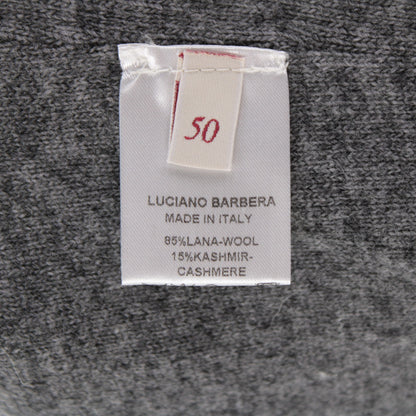 50
LUCIANO BARBERA
MADE IN ITALY
85%LANA-WOOL
15%KASHMIR-
CASHMERE